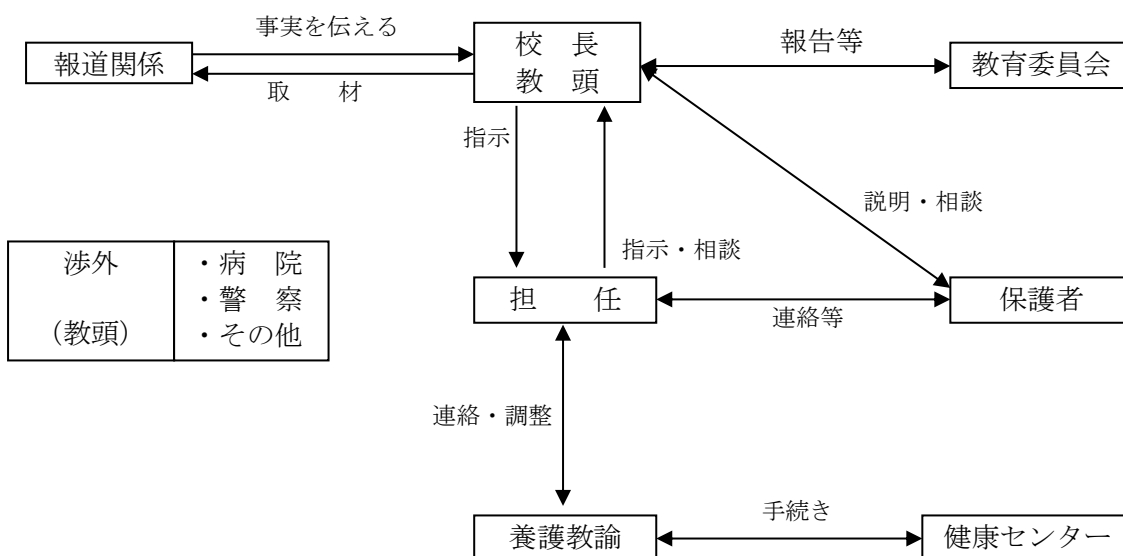 事実を伝える
報道関係
取　材
校　長
教　頭
報告等
教育委員会
指示
指示・相談
説明・相談
渉外
(教頭)
・病　院
・警　察
・その他
担　任
連絡等
保護者
連絡・調整
養護教諭
手続き
健康センター